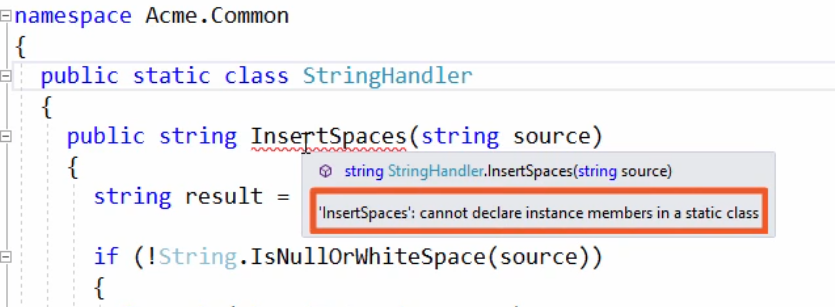 namespace Acme.Common
{
public static class StringHandler
{
public string InsertSpaces(string source)
{
string StringHandler.InsertSpaces(string source)
string result =
'InsertSpaces': cannot declare instance members in a static class
if (!String.IsNullOrWhiteSpace(source))
{